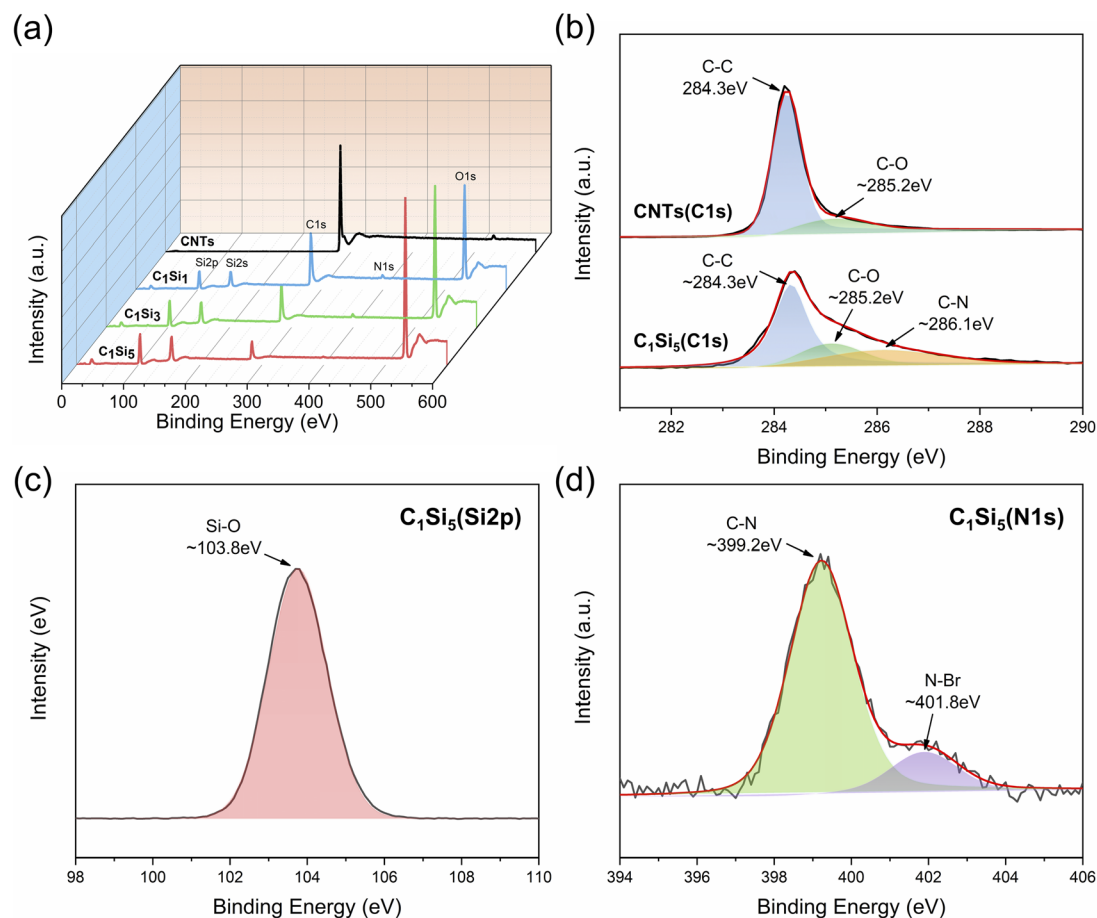 (a)
Intensity (a.u.)
CNTs
C₁Si₁
C₁Si₃
C₁Si₅
Si2p
Si2s
C1s
N1s
O1s
0
100
200
300
400
500
600
Binding Energy (eV)
(b)
Intensity (a.u.)
C-C
284.3eV
C-O
~285.2eV
CNTs(C1s)
C-C
~284.3eV
C-O
~285.2eV
C-N
~286.1eV
C₁Si₅(C1s)
282
284
286
288
290
Binding Energy (eV)
(c)
Intensity (eV)
C₁Si₅(Si2p)
Si-O
~103.8eV
98
100
102
104
106
108
110
Binding Energy (eV)
(d)
Intensity (a.u.)
C₁Si₅(N1s)
C-N
~399.2eV
N-Br
~401.8eV
394
396
398
400
402
404
406
Binding Energy (eV)